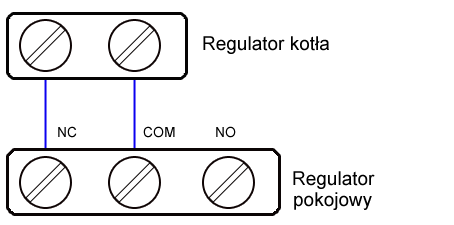 Regulator kotła
NC COM NO
Regulator
pokojowy